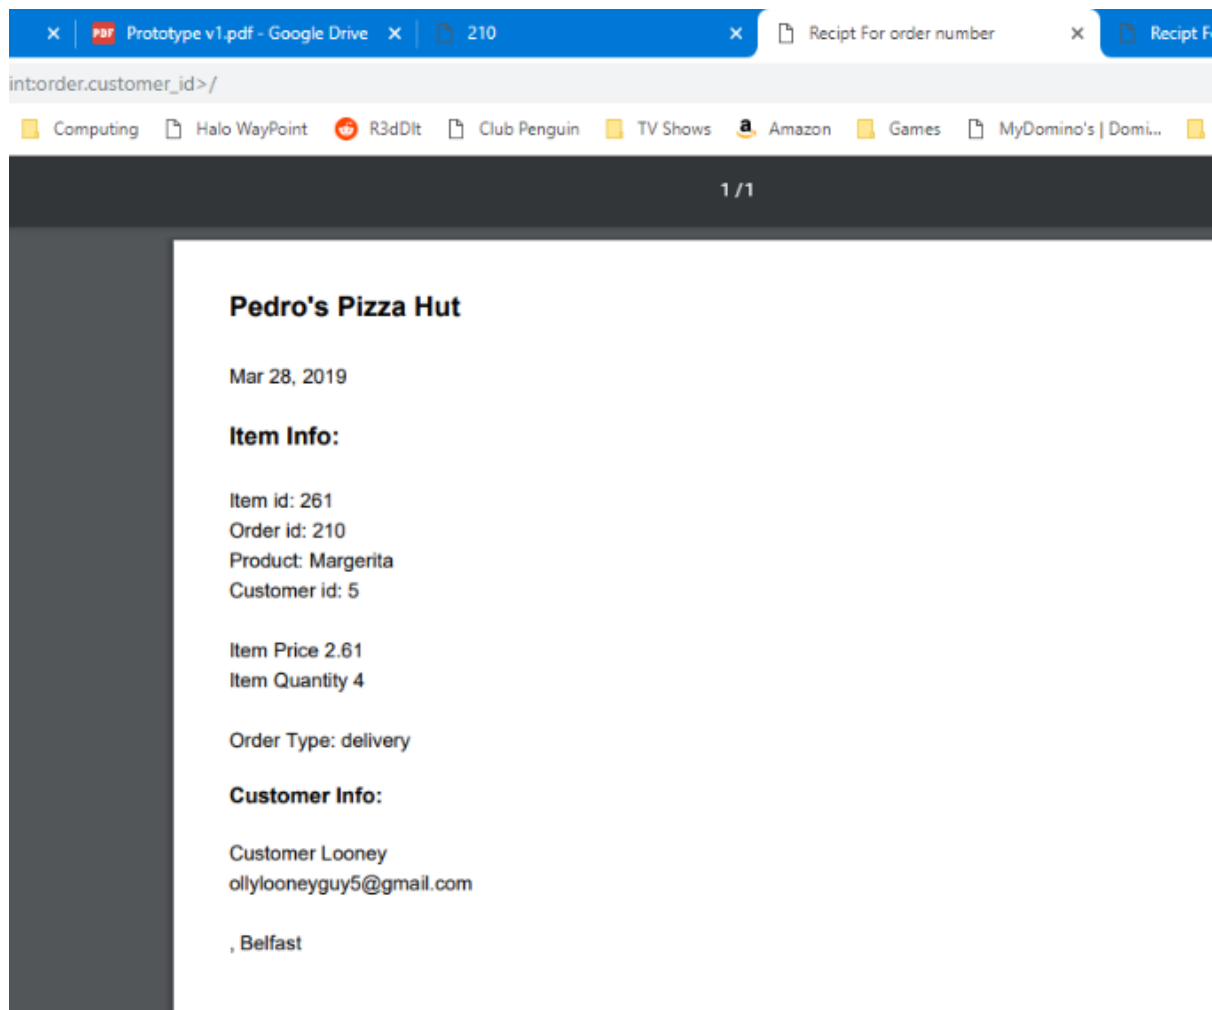 PDF Prototype v1.pdf - Google Drive 210 Recipt For order number Recipt F
int:order.customer_id>/
Computing Halo WayPoint R3dDIt Club Penguin TV Shows Amazon Games MyDomino's | Domi...
1 / 1
Pedro's Pizza Hut
Mar 28, 2019
Item Info:
Item id: 261
Order id: 210
Product: Margerita
Customer id: 5
Item Price 2.61
Item Quantity 4
Order Type: delivery
Customer Info:
Customer Looney
ollylooneyguy5@gmail.com
, Belfast